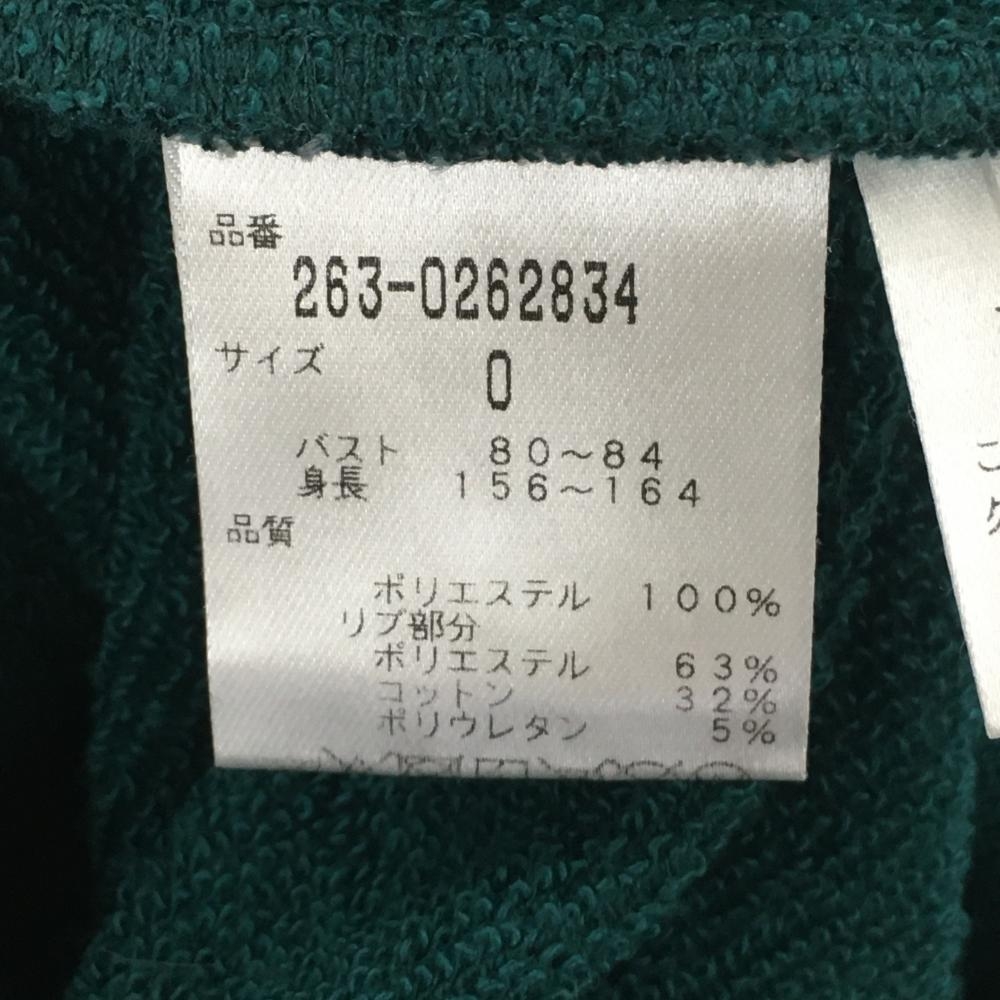 品番
263-0262834
サイズ 0
バスト 80～84
身長 156～164
品質
ポリエステル 100%
リブ部分
ポリエステル 63%
コットン 32%
ポリウレタン 5%